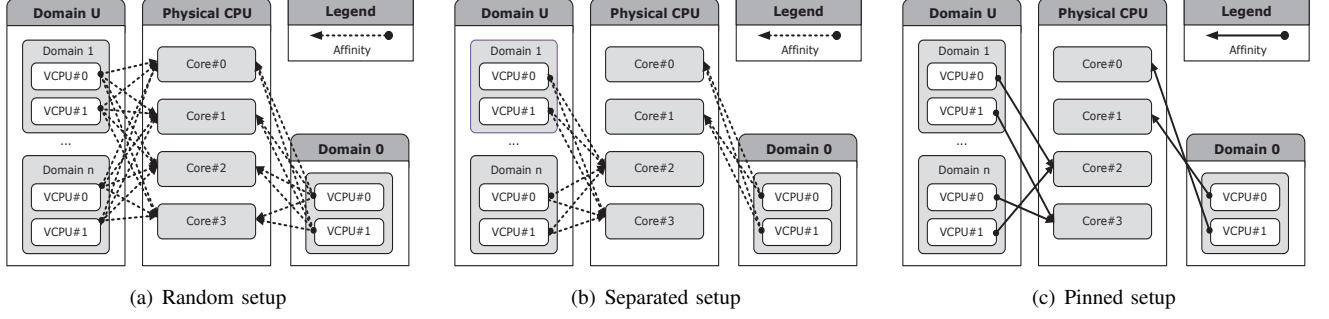 Domain U
Physical CPU
Legend
Affinity
Domain 1
VCPU#0
VCPU#1
...
Domain n
VCPU#0
VCPU#1
Core#0
Core#1
Core#2
Core#3
Domain 0
VCPU#0
VCPU#1
(a) Random setup
Domain U
Physical CPU
Legend
Affinity
Domain 1
VCPU#0
VCPU#1
...
Domain n
VCPU#0
VCPU#1
Core#0
Core#1
Core#2
Core#3
Domain 0
VCPU#0
VCPU#1
(b) Separated setup
Domain U
Physical CPU
Legend
Affinity
Domain 1
VCPU#0
VCPU#1
...
Domain n
VCPU#0
VCPU#1
Core#0
Core#1
Core#2
Core#3
Domain 0
VCPU#0
VCPU#1
(c) Pinned setup